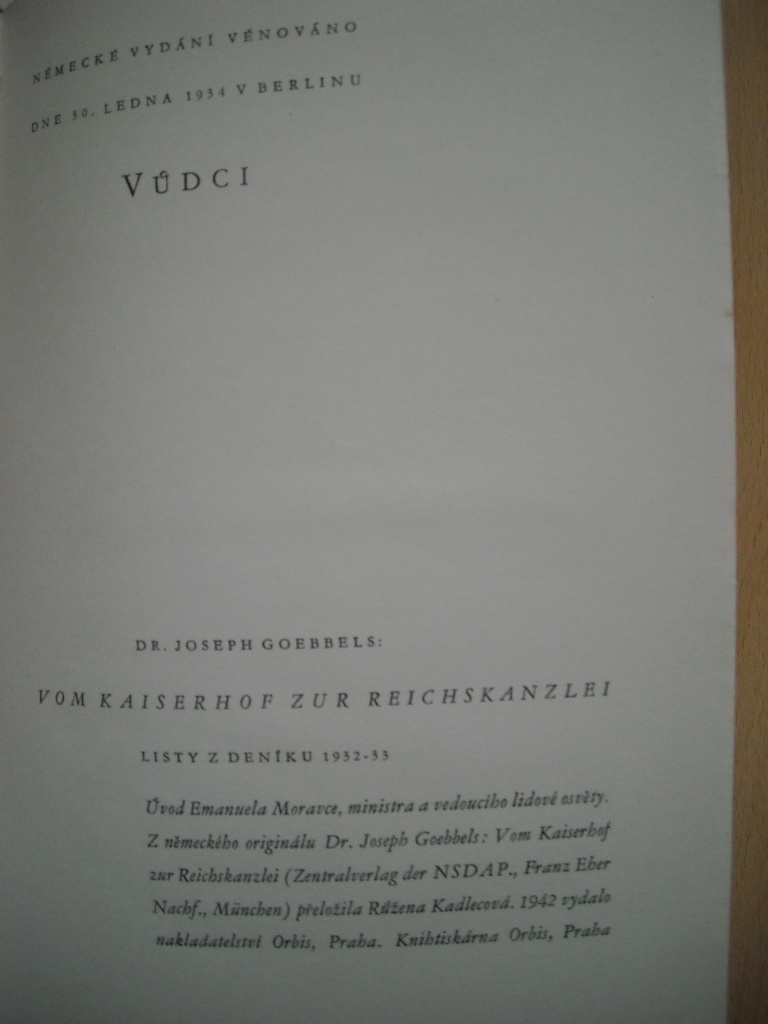 NĚMECKÉ VYDÁNÍ VĚNOVÁNO
DNE 30. LEDNA 1934 V BERLINU
VŮDCI
DR. JOSEPH GOEBBELS:
VOM KAISERHOF ZUR REICHSKANZLEI
LISTY Z DENÍKU 1932-33
Úvod Emanuela Moravce, ministra a vedoucího lidové osvěty.
Z německého originálu Dr. Joseph Goebbels: Vom Kaiserhof
zur Reichskanzlei (Zentralverlag der NSDAP., Franz Eher
Nachf., München) přeložila Růžena Kadlecová. 1942 vydalo
nakladatelství Orbis, Praha. Knihtiskárna Orbis, Praha